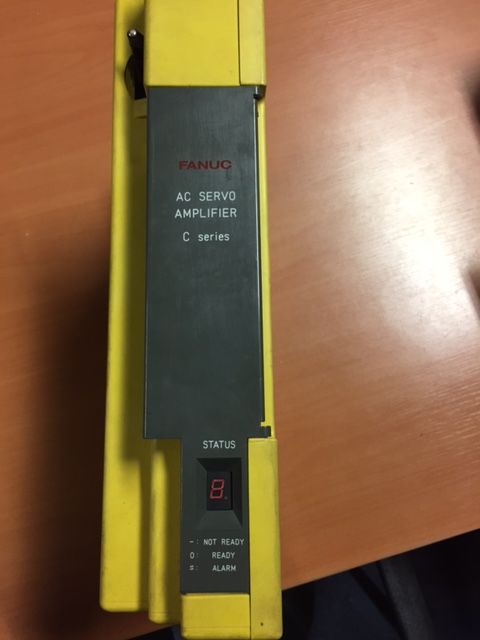 FANUC
AC SERVO
AMPLIFIER
C series
STATUS
8.
-: NOT READY
0: READY
#: ALARM